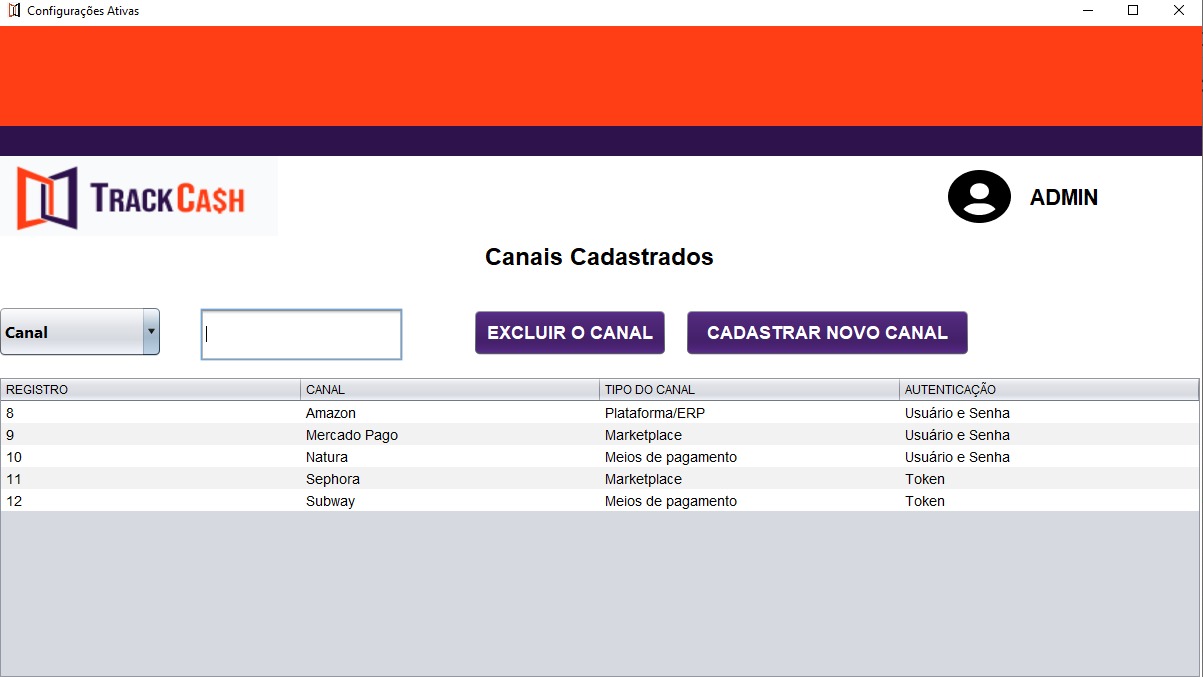 Configurações Ativas
TRACKCA$H
ADMIN
Canais Cadastrados
Canal
EXCLUIR O CANAL
CADASTRAR NOVO CANAL
REGISTRO CANAL TIPO DO CANAL AUTENTICAÇÃO
8 Amazon Plataforma/ERP Usuário e Senha
9 Mercado Pago Marketplace Usuário e Senha
10 Natura Meios de pagamento Usuário e Senha
11 Sephora Marketplace Token
12 Subway Meios de pagamento Token